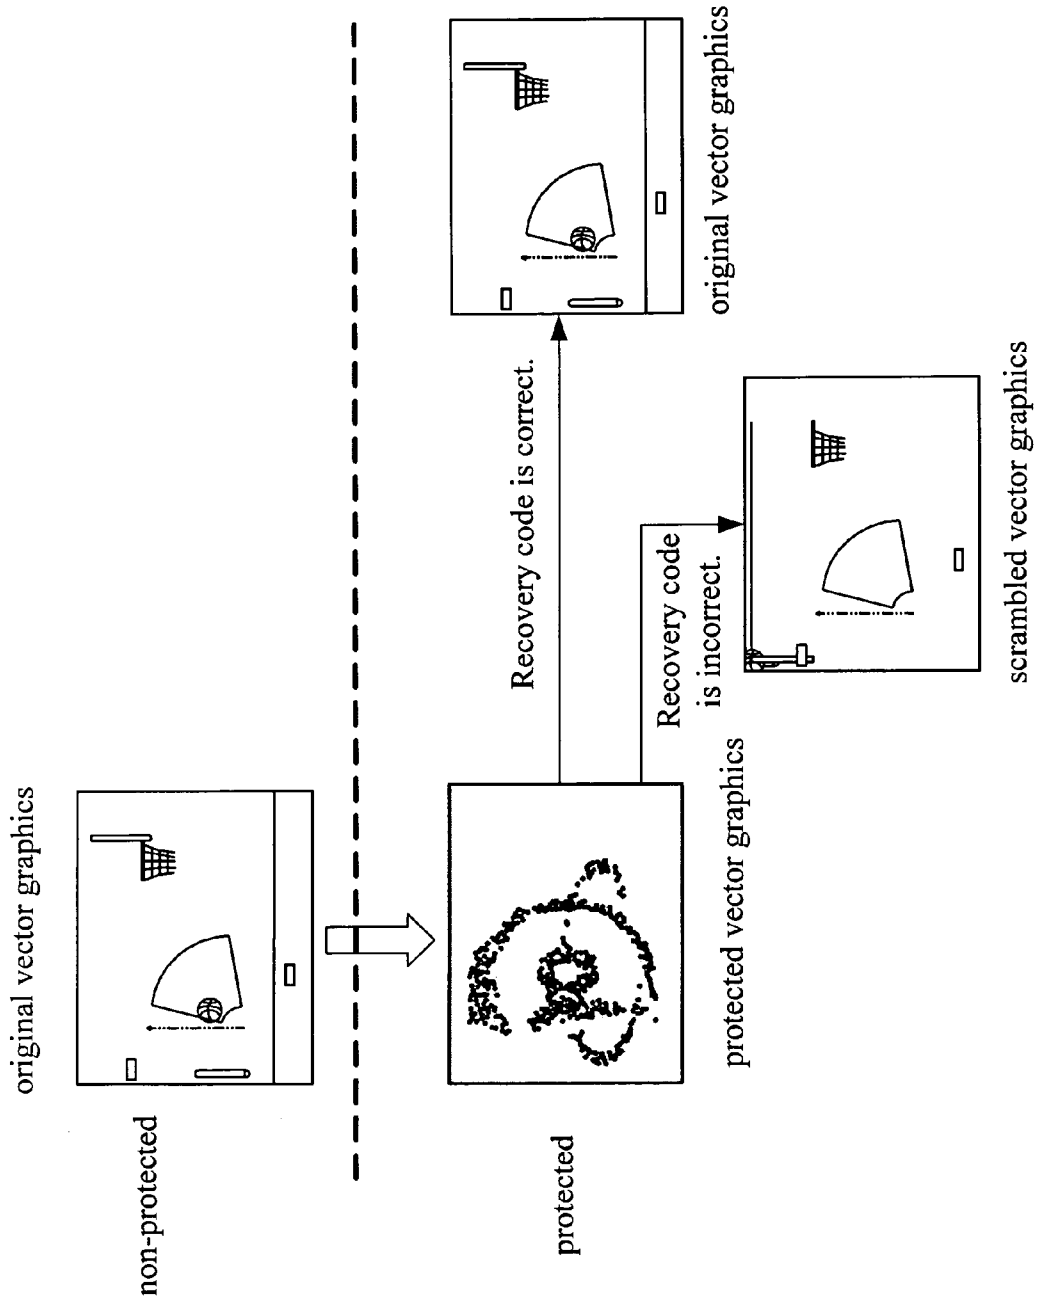 original vector graphics
non-protected
protected
protected vector graphics
Recovery code is correct.
original vector graphics
Recovery code
is incorrect.
scrambled vector graphics